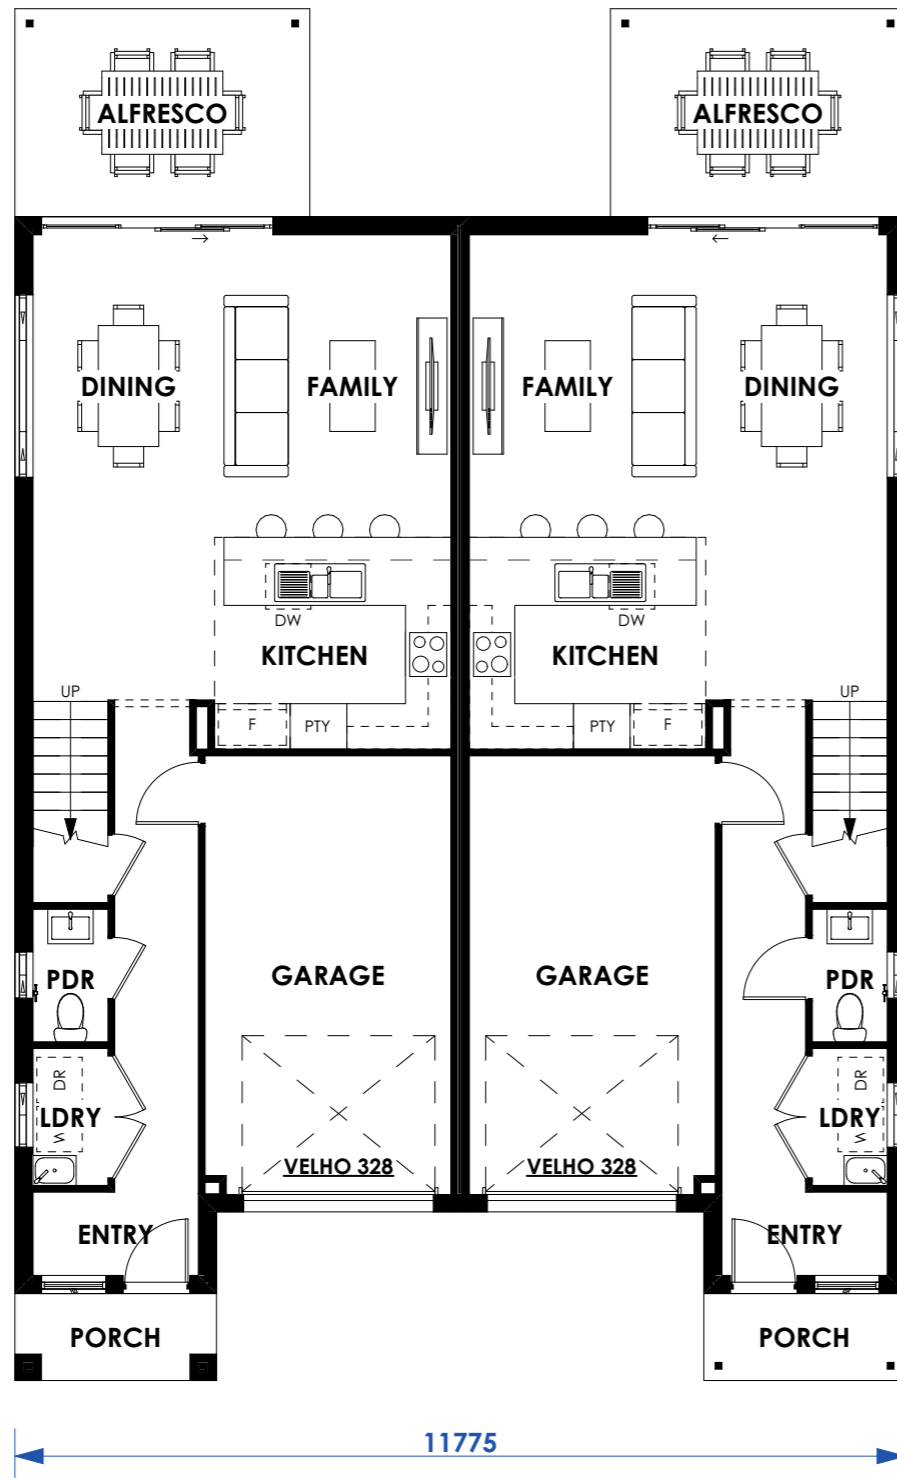 ALFRESCO ALFRESCO
DINING FAMILY FAMILY DINING
DW DW
KITCHEN KITCHEN
UP UP
F PTY PTY F
GARAGE GARAGE
PDR PDR
DR DR
LDRY LDRY
W W
VELHO 328 VELHO 328
ENTRY ENTRY
PORCH PORCH
11775